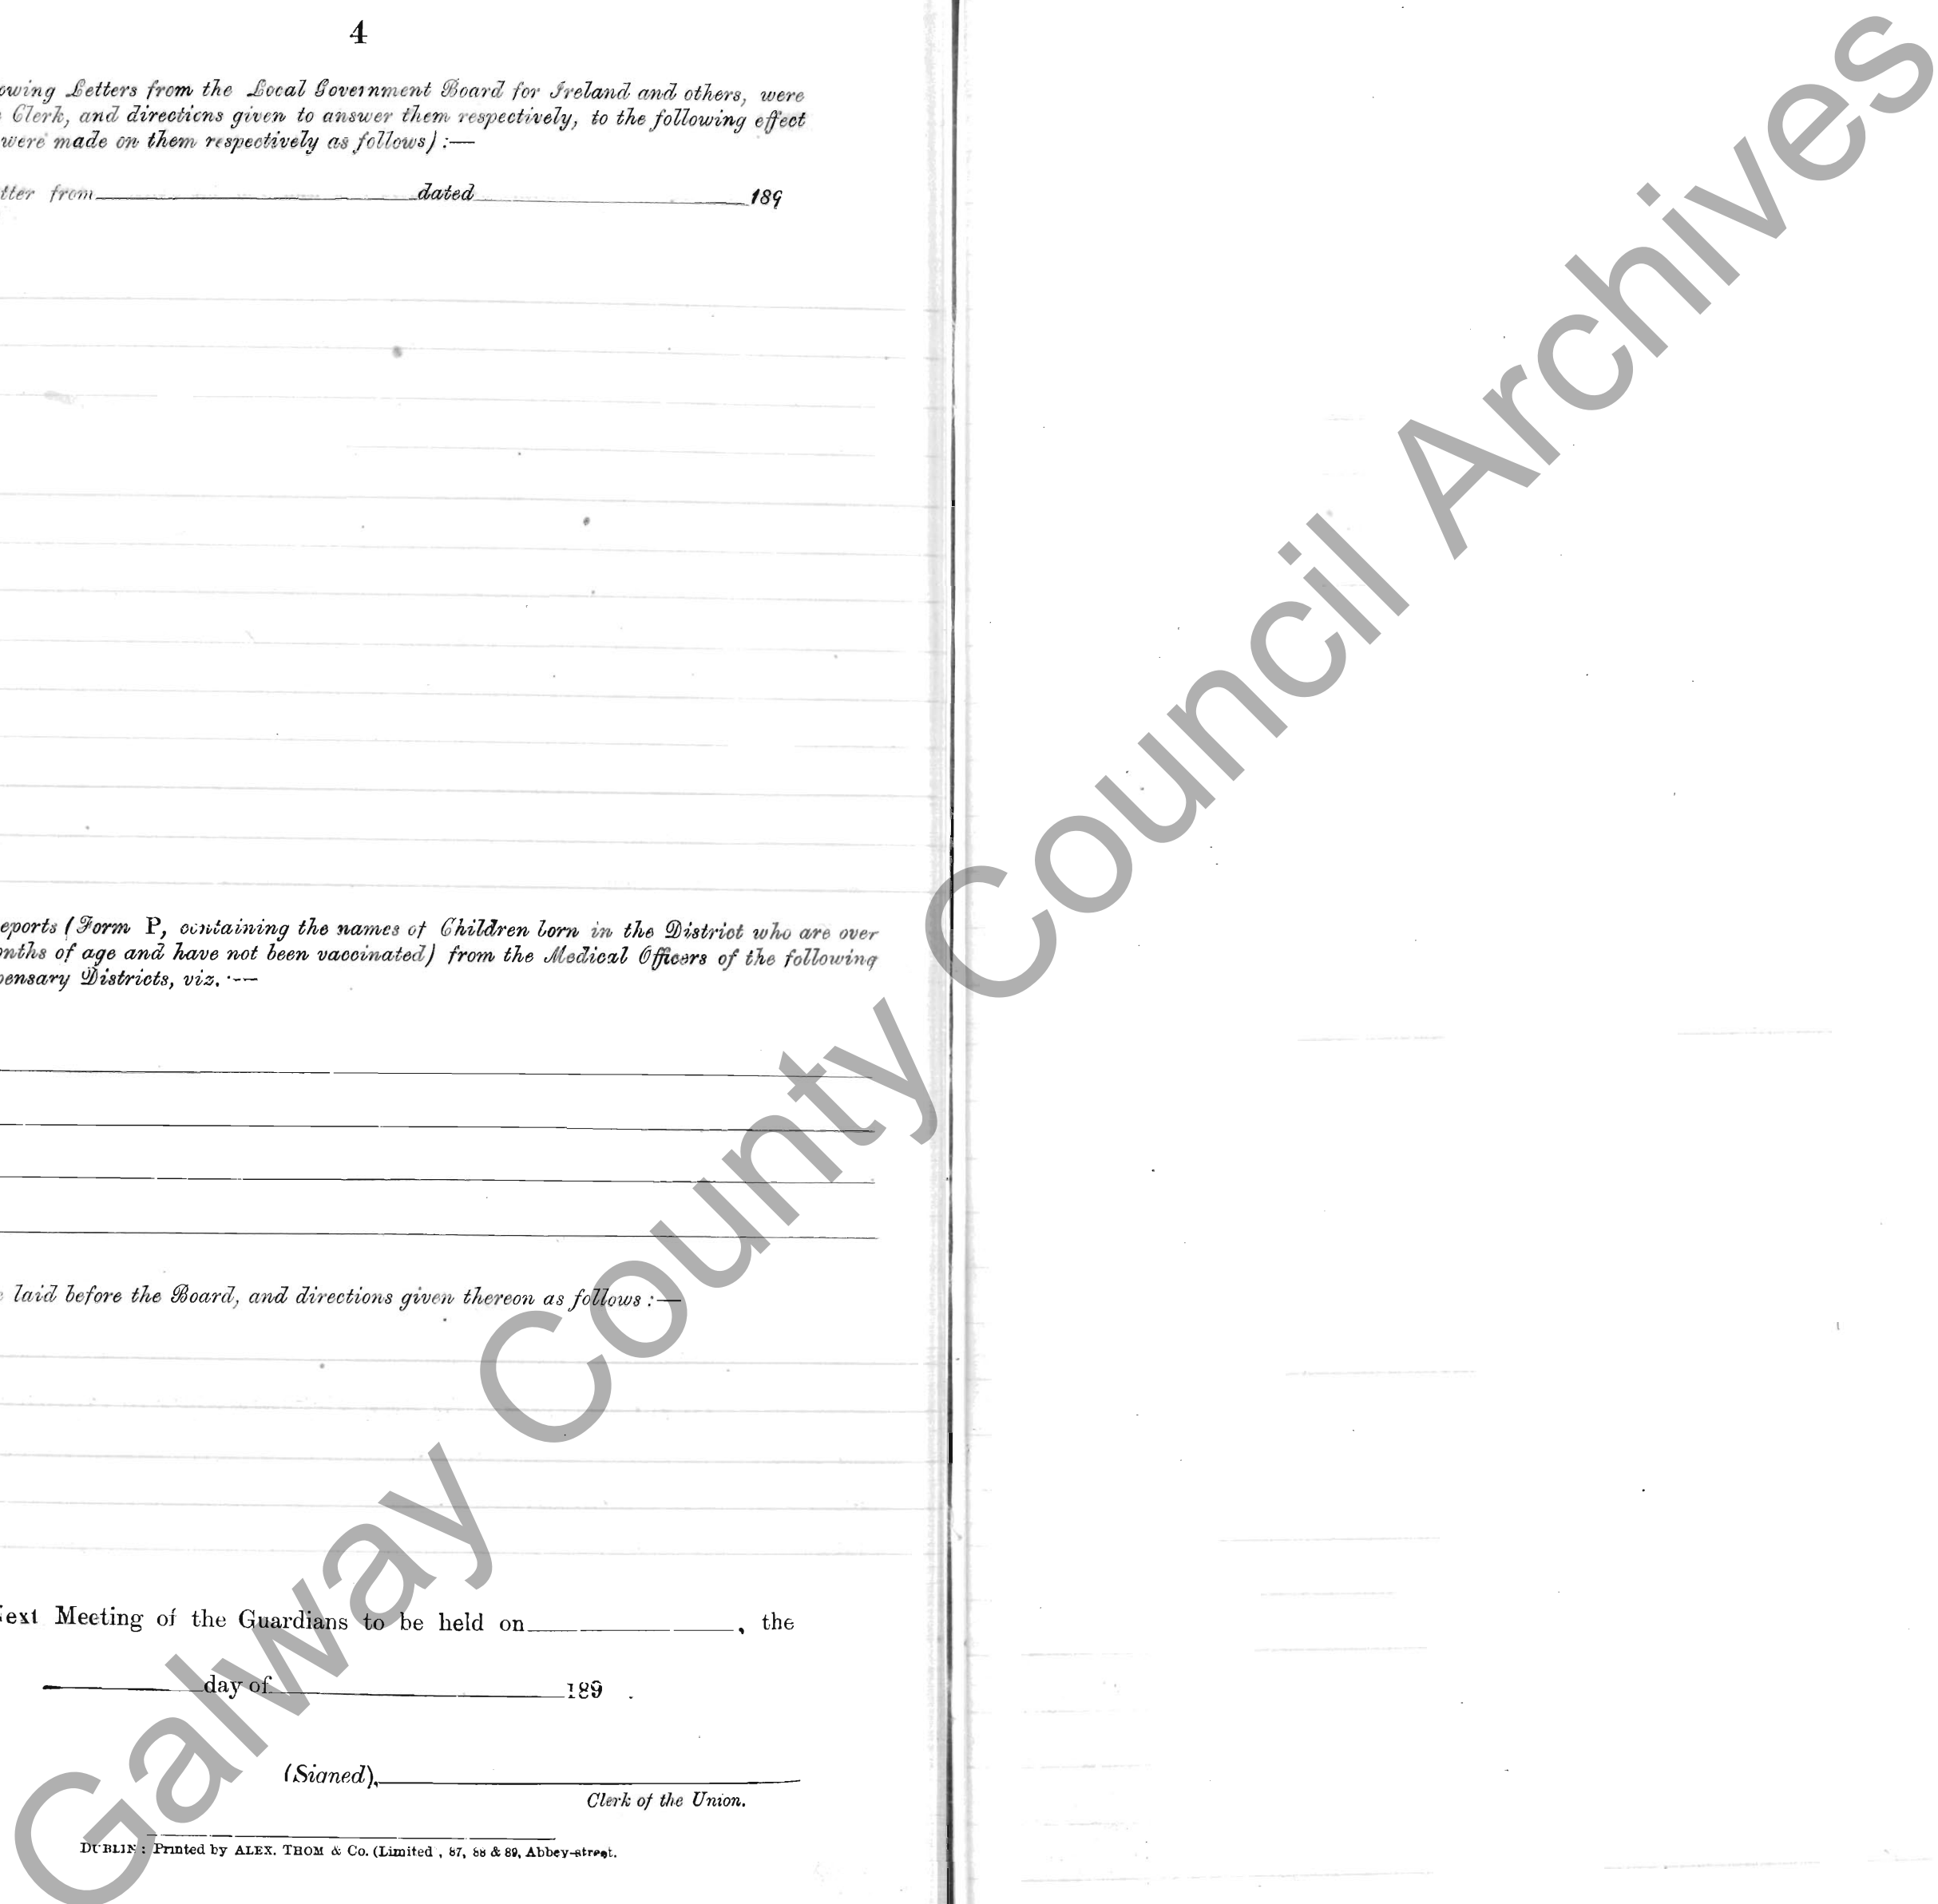 4
owing Letters from the Local Government Board for Ireland and others, were
Clerk, and directions given to answer them respectively, to the following effect
were made on them respectively as follows) :—
tter from dated 189
eports (Form P, containing the names of Children born in the District who are over
onths of age and have not been vaccinated) from the Medical Officers of the following
pensary Districts, viz. :—
laid before the Board, and directions given thereon as follows :—
ext Meeting of the Guardians to be held on , the
day of 189 .
(Signed),
Clerk of the Union.
DUBLIN : Printed by ALEX. THOM & Co. (Limited , 87, 88 & 89, Abbey-street.
Galway County Council Archives